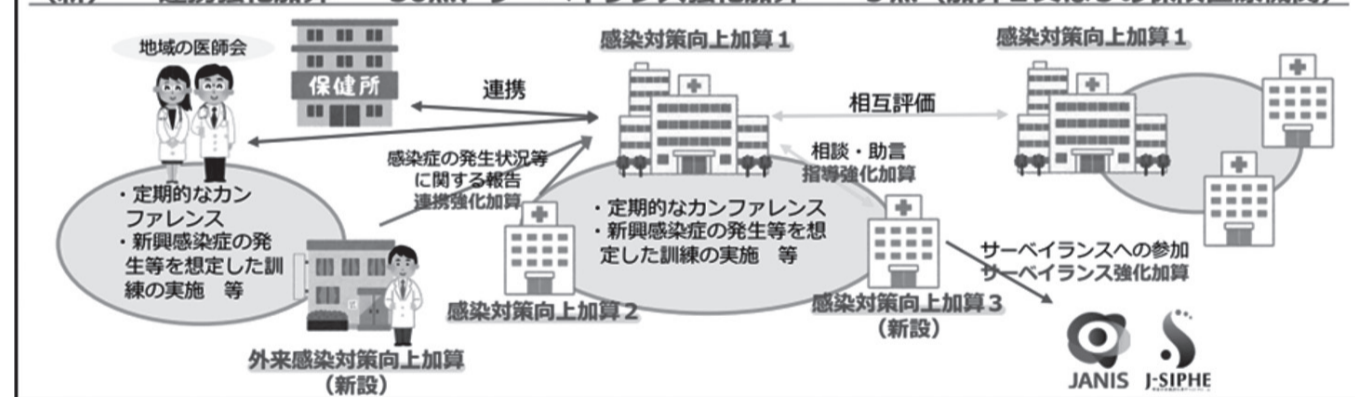 地域の医師会
保健所
連携
感染対策向上加算1
相互評価
感染対策向上加算1
感染症の発生状況等
に関する報告
連携強化加算
相談・助言
指導強化加算
・定期的なカン
ファレンス
・新興感染症の発
生等を想定した訓
練の実施 等
・定期的なカンファレンス
・新興感染症の発生等を想
定した訓練の実施 等
サーベイランスへの参加
サーベイランス強化加算
感染対策向上加算2
感染対策向上加算3
(新設)
外来感染対策向上加算
(新設)
JANIS
J-SIPHE